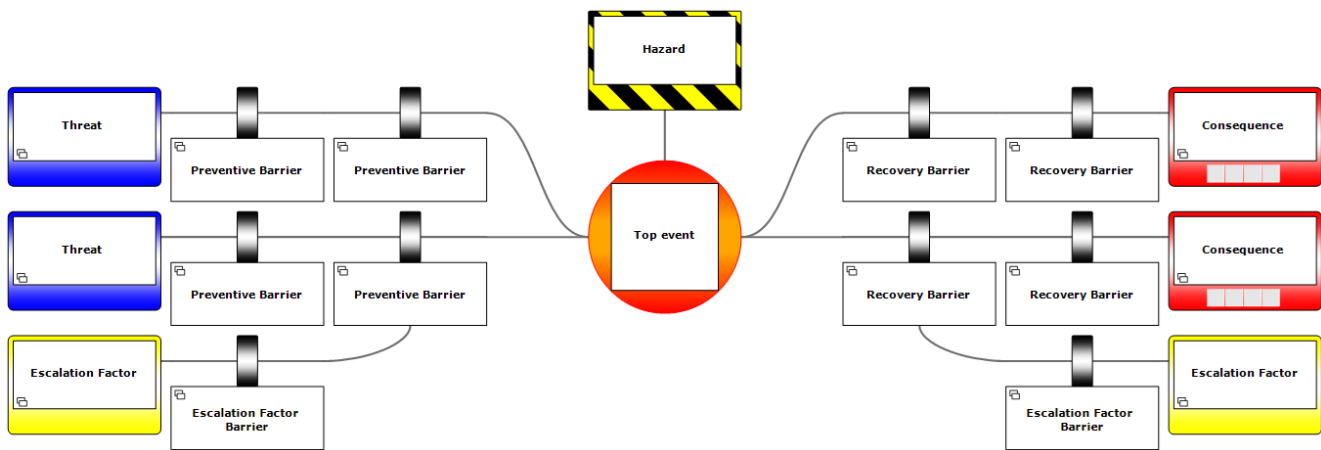 Hazard
Threat
Consequence
Preventive Barrier
Preventive Barrier
Recovery Barrier
Recovery Barrier
Top event
Threat
Consequence
Preventive Barrier
Preventive Barrier
Recovery Barrier
Recovery Barrier
Escalation Factor
Escalation Factor
Escalation Factor
Barrier
Escalation Factor
Barrier